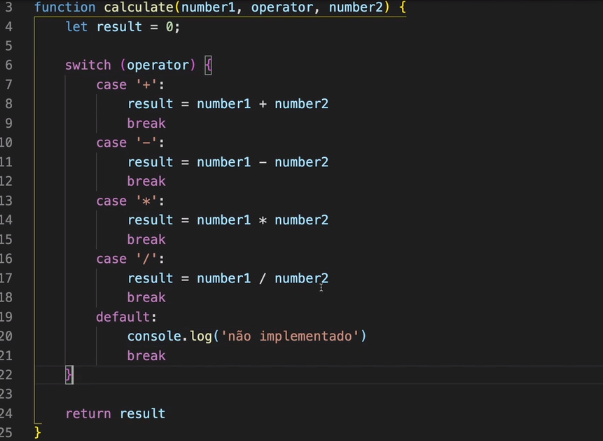 3 function calculate(number1, operator, number2) {
4     let result = 0;
5
6     switch (operator) {
7         case '+':
8             result = number1 + number2
9             break
10         case '-':
11             result = number1 - number2
12             break
13         case '*':
14             result = number1 * number2
15             break
16         case '/':
17             result = number1 / number2
18             break
19         default:
20             console.log('não implementado')
21             break
22     }
23
24     return result
25 }